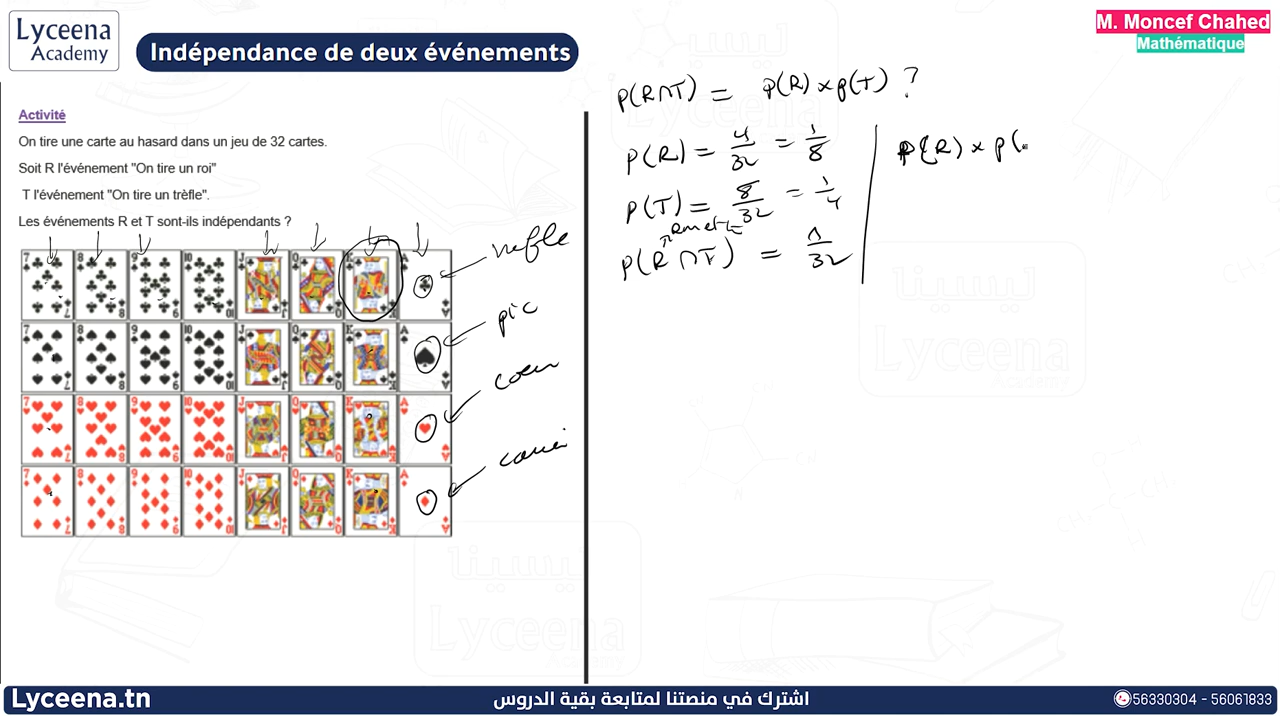 Lyceena
Academy
Indépendance de deux événements
M. Moncef Chahed
Mathématique
Activité
On tire une carte au hasard dans un jeu de 32 cartes.
Soit R l'événement "On tire un roi"
T l'événement "On tire un trèfle".
Les événements R et T sont-ils indépendants ?
trefle
pic
coeur
P(R∩T) = P(R) × P(T) ?
P(R) = 4/32 = 1/8
P(T) = 8/32 = 1/4
P(R∩T) = 1/32
P(R) × P(
Lyceena.tn
اشترك في منصتنا لمتابعة بقية الدروس
56330304 - 56061833